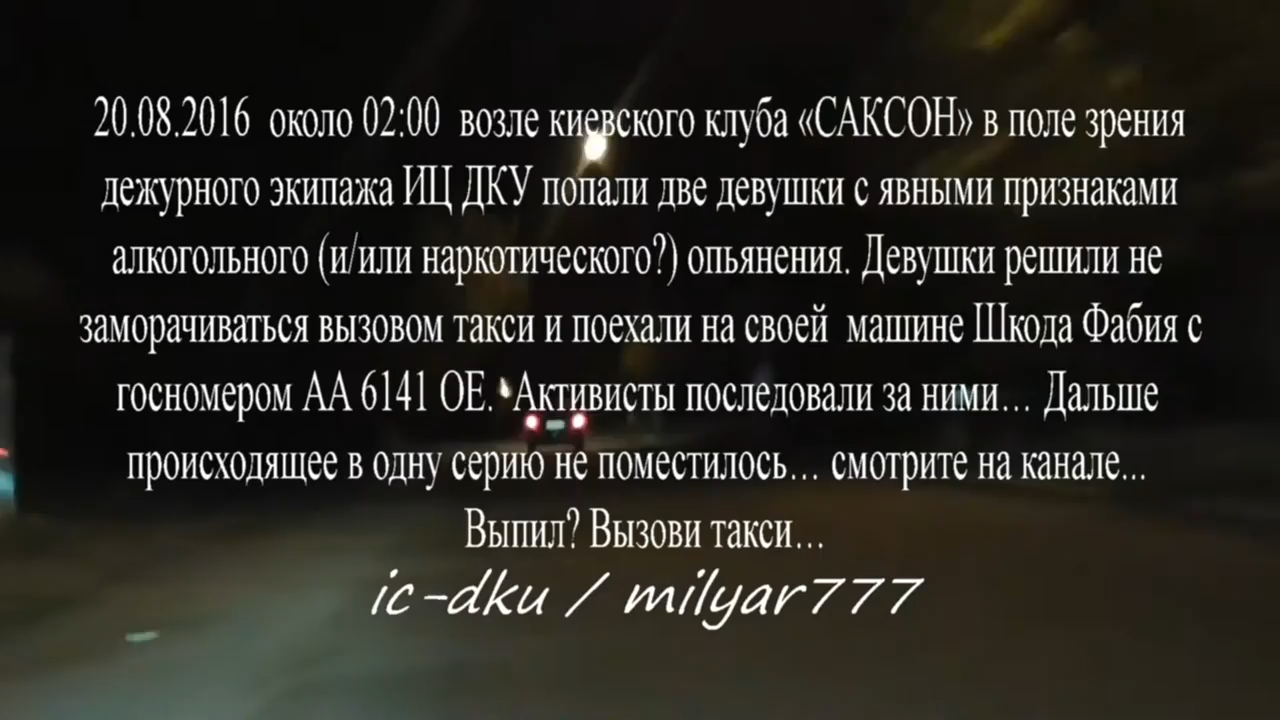 20.08.2016 около 02:00 возле киевского клуба «САКСОН» в поле зрения
дежурного экипажа ИЦ ДКУ попали две девушки с явными признаками
алкогольного (и/или наркотического?) опьянения. Девушки решили не
заморачиваться вызовом такси и поехали на своей машине Шкода Фабия с
госномером АА 6141 ОЕ. Активисты последовали за ними… Дальше
происходящее в одну серию не поместилось… смотрите на канале...
Выпил? Вызови такси…
ic-dku / milyar777